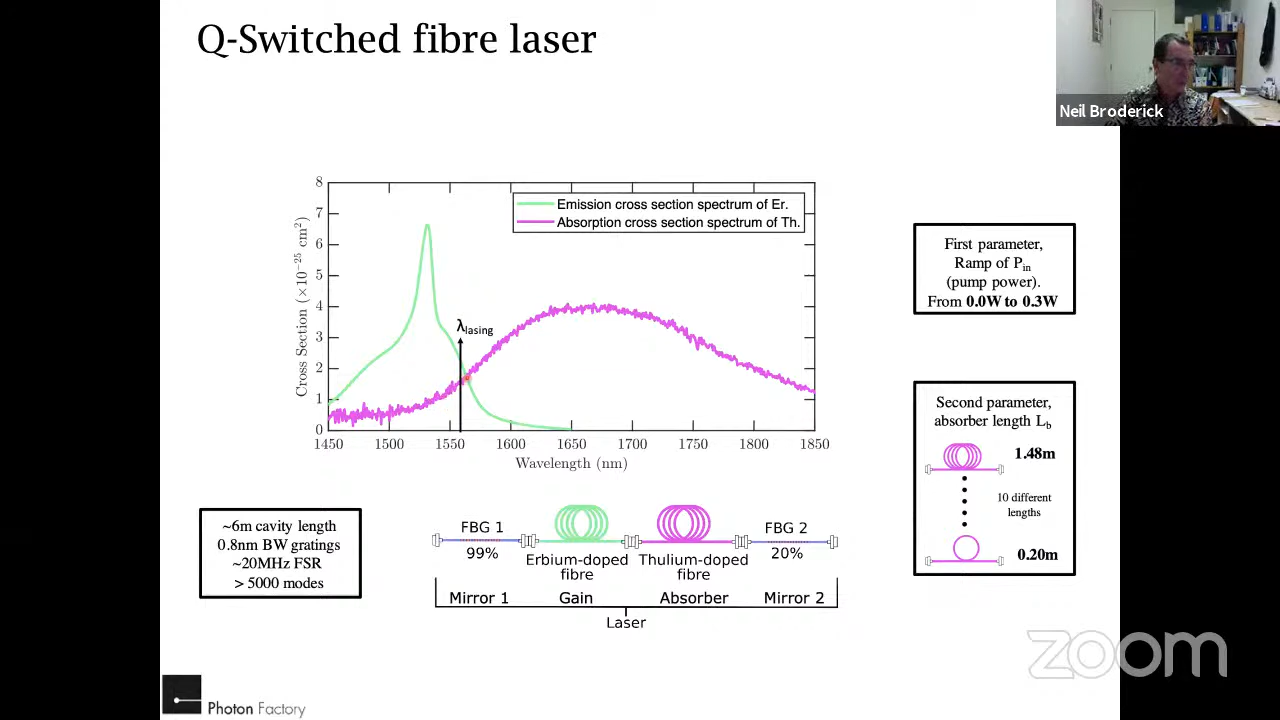 Q-Switched fibre laser
Neil Broderick
8
7
6
5
4
3
2
1
0
Cross Section (×10⁻²⁵ cm²)
Emission cross section spectrum of Er.
Absorption cross section spectrum of Th.
λlasing
1450 1500 1550 1600 1650 1700 1750 1800 1850
Wavelength (nm)
First parameter,
Ramp of Pin
(pump power).
From 0.0W to 0.3W
Second parameter,
absorber length Lb
1.48m
10 different
lengths
0.20m
~6m cavity length
0.8nm BW gratings
~20MHz FSR
> 5000 modes
FBG 1
99%
Erbium-doped
fibre
Thulium-doped
fibre
FBG 2
20%
Mirror 1 Gain Absorber Mirror 2
Laser
zoom
Photon Factory